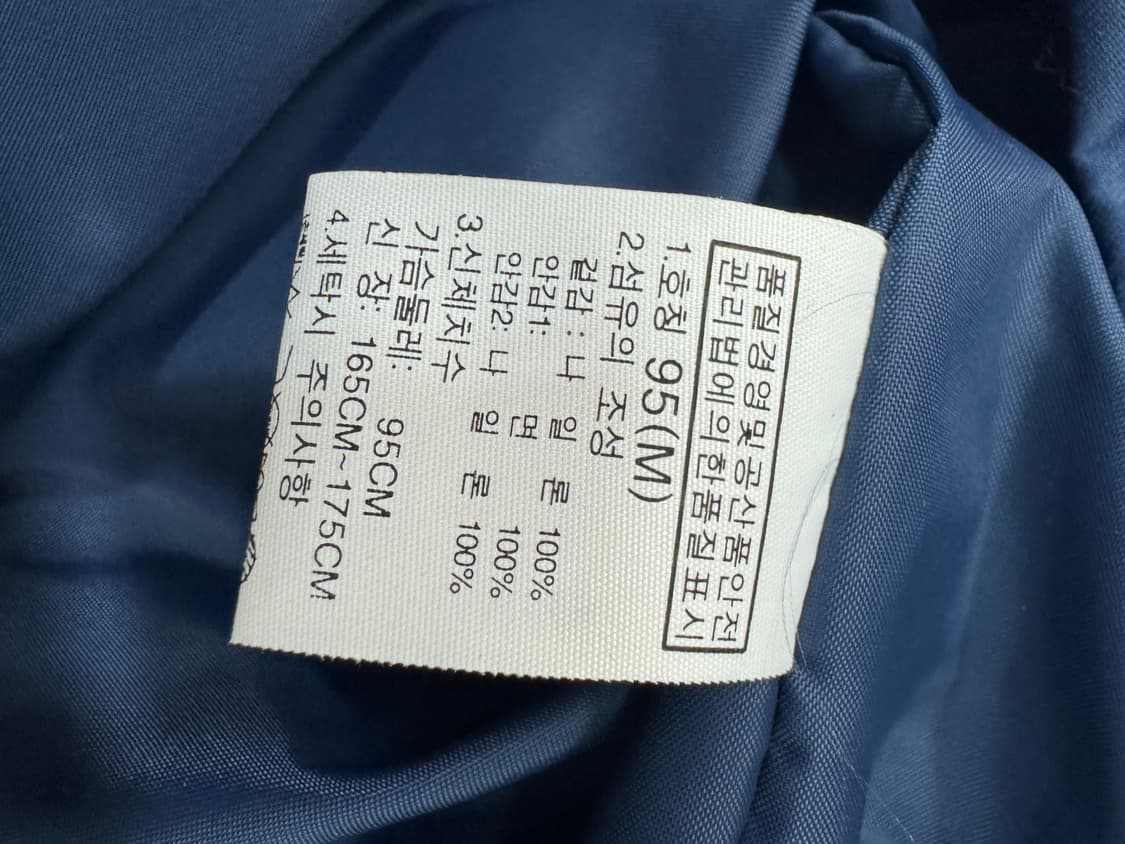 품질경영및공산품안전
관리법에의한품질표시
1.호칭 95(M)
2.섬유의 조성
겉감 : 나 일 론 100%
안감1: 면 100%
안감2: 나 일 론 100%
3.신체치수
가슴둘레: 95CM
신 장: 165CM~175CM
4.세탁시 주의사항